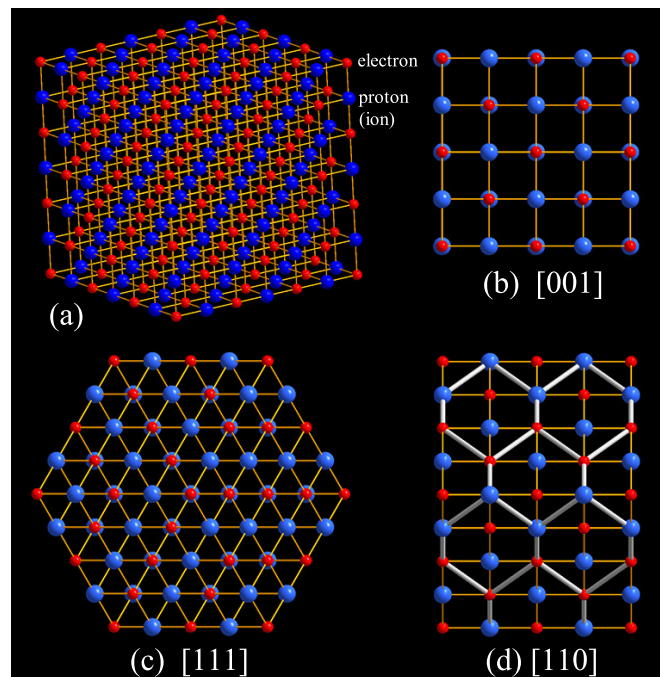 electron
proton
(ion)
(a)
(b) [001]
(c) [111]
(d) [110]